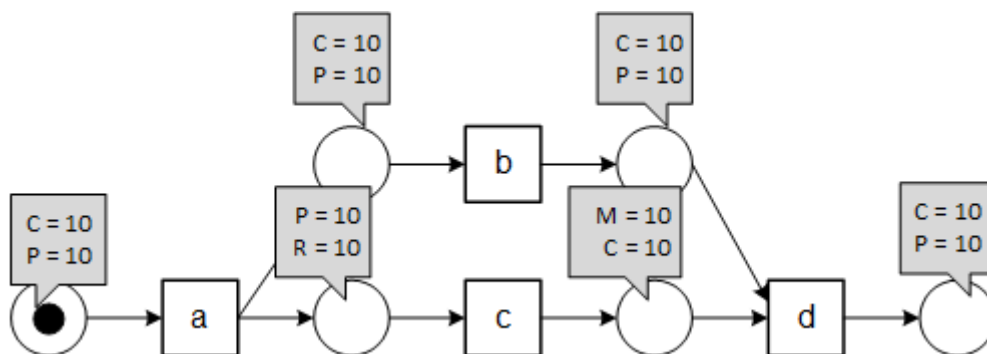 C = 10
P = 10
C = 10
P = 10
b
P = 10
R = 10
M = 10
C = 10
C = 10
P = 10
C = 10
P = 10
a
c
d